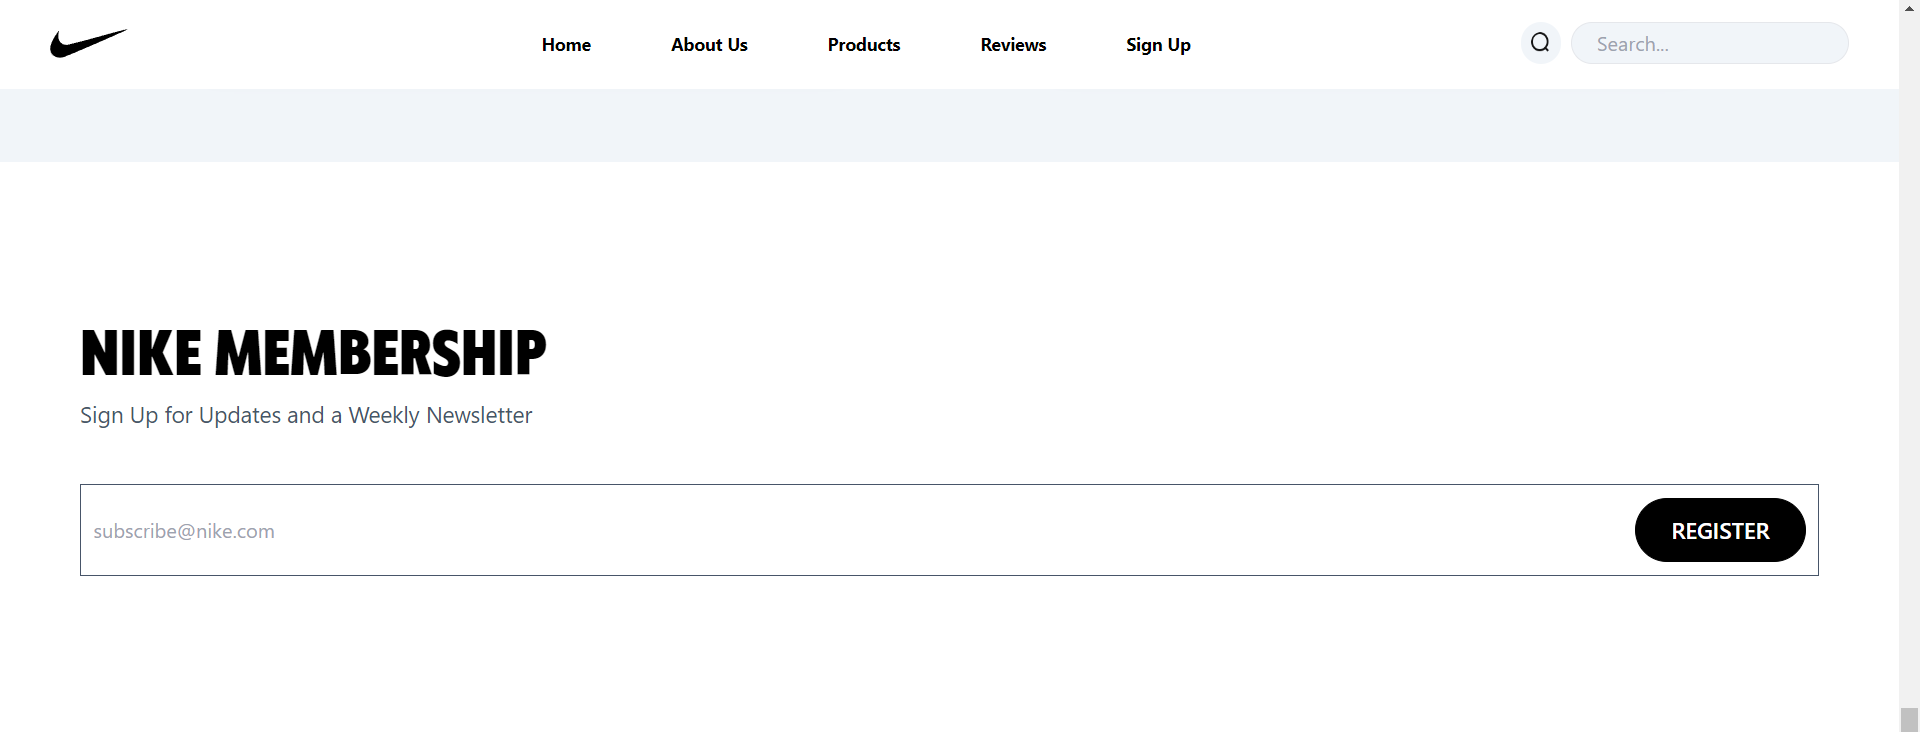 Home About Us Products Reviews Sign Up Search...
NIKE MEMBERSHIP
Sign Up for Updates and a Weekly Newsletter
subscribe@nike.com REGISTER